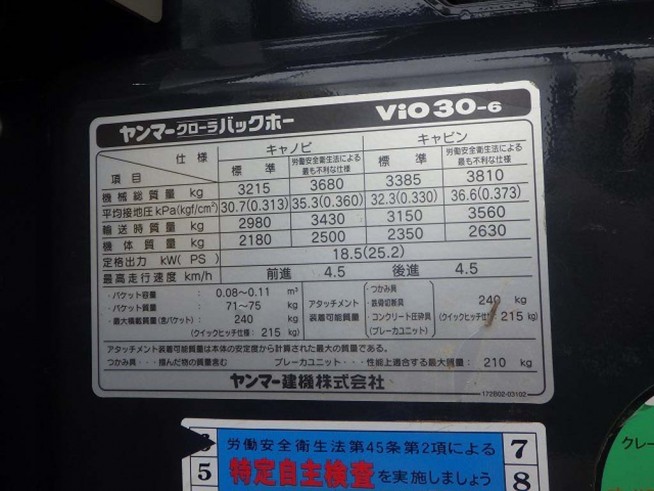 ヤンマークローラバックホー ViO30-6
仕様 キャノピ キャビン
項目 標準 労働安全衛生法による最も不利な仕様 標準 労働安全衛生法による最も不利な仕様
機械総質量 kg 3215 3680 3385 3810
平均接地圧 kPa(kgf/cm²) 30.7(0.313) 35.3(0.360) 32.3(0.330) 36.6(0.373)
輸送時質量 kg 2980 3430 3150 3560
機体質量 kg 2180 2500 2350 2630
定格出力 kW(PS) 18.5(25.2)
最高走行速度 km/h 前進 4.5 後進 4.5
・バケット容量 : 0.08〜0.11 m³
・バケット質量 : 71〜75 kg
・最大積載質量(含バケット) : 240 kg
(クイックヒッチ仕様 : 215 kg)
アタッチメント装着可能質量
・つかみ具
・鉄骨切断具
・コンクリート圧砕具
(ブレーカユニット)
240 kg
(クイックヒッチ仕様 : 215 kg)
アタッチメント装着可能質量は本体の安定度から計算された最大の質量である。
つかみ具・・・掴んだ物の質量含む ブレーカユニット・・・性能上適合する最大質量 : 210 kg
ヤンマー建機株式会社
172B02-03102
労働安全衛生法第45条第2項による
特定自主検査を実施しましょう
5
7
8
クレー